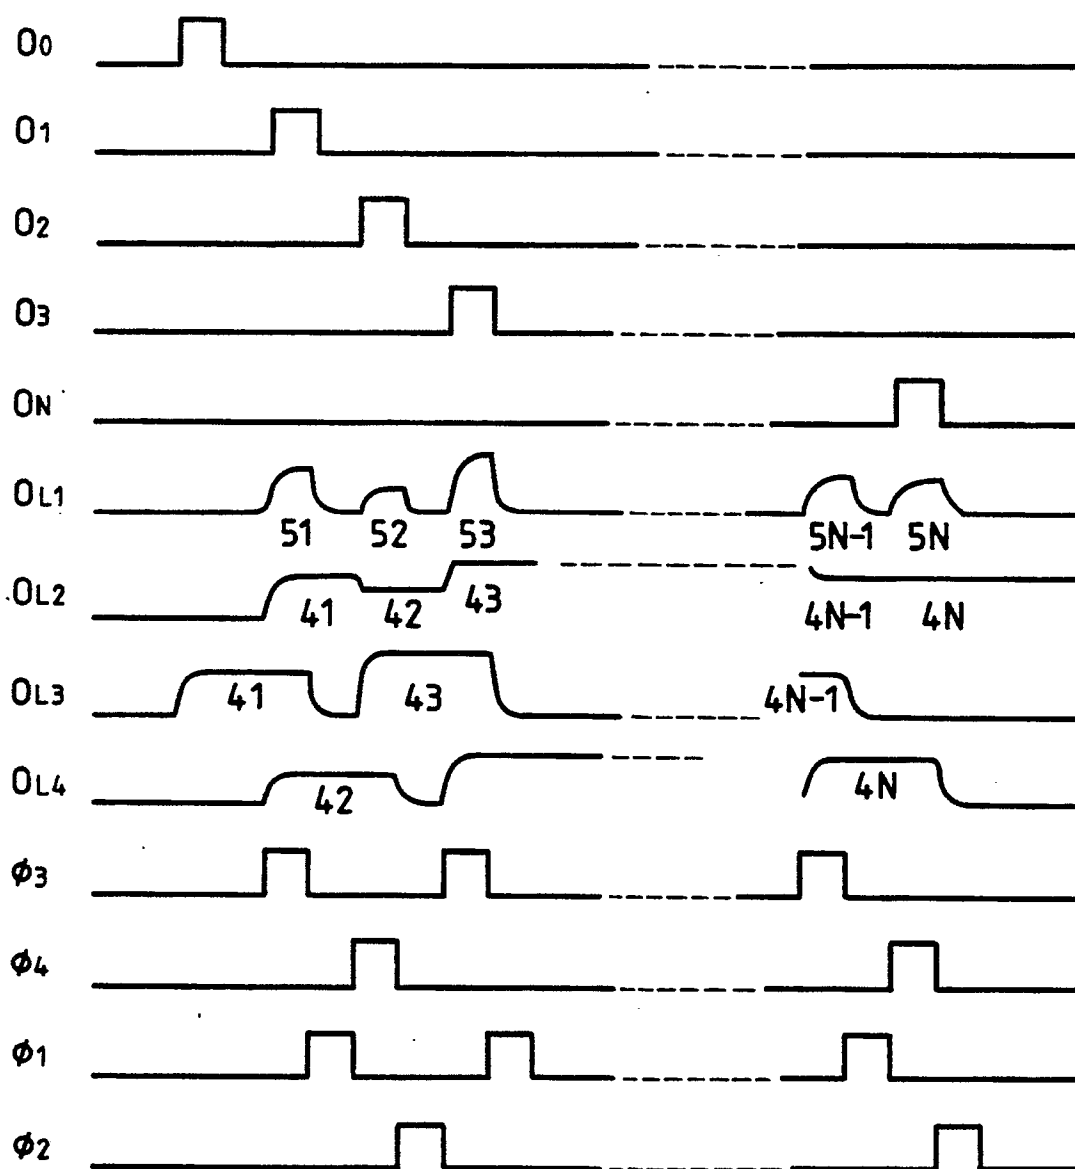 O0
O1
O2
O3
ON
OL1
51 52 53 5N-1 5N
OL2
41 42 43 4N-1 4N
OL3
41 43 4N-1
OL4
42 4N
ϕ3
ϕ4
ϕ1
ϕ2